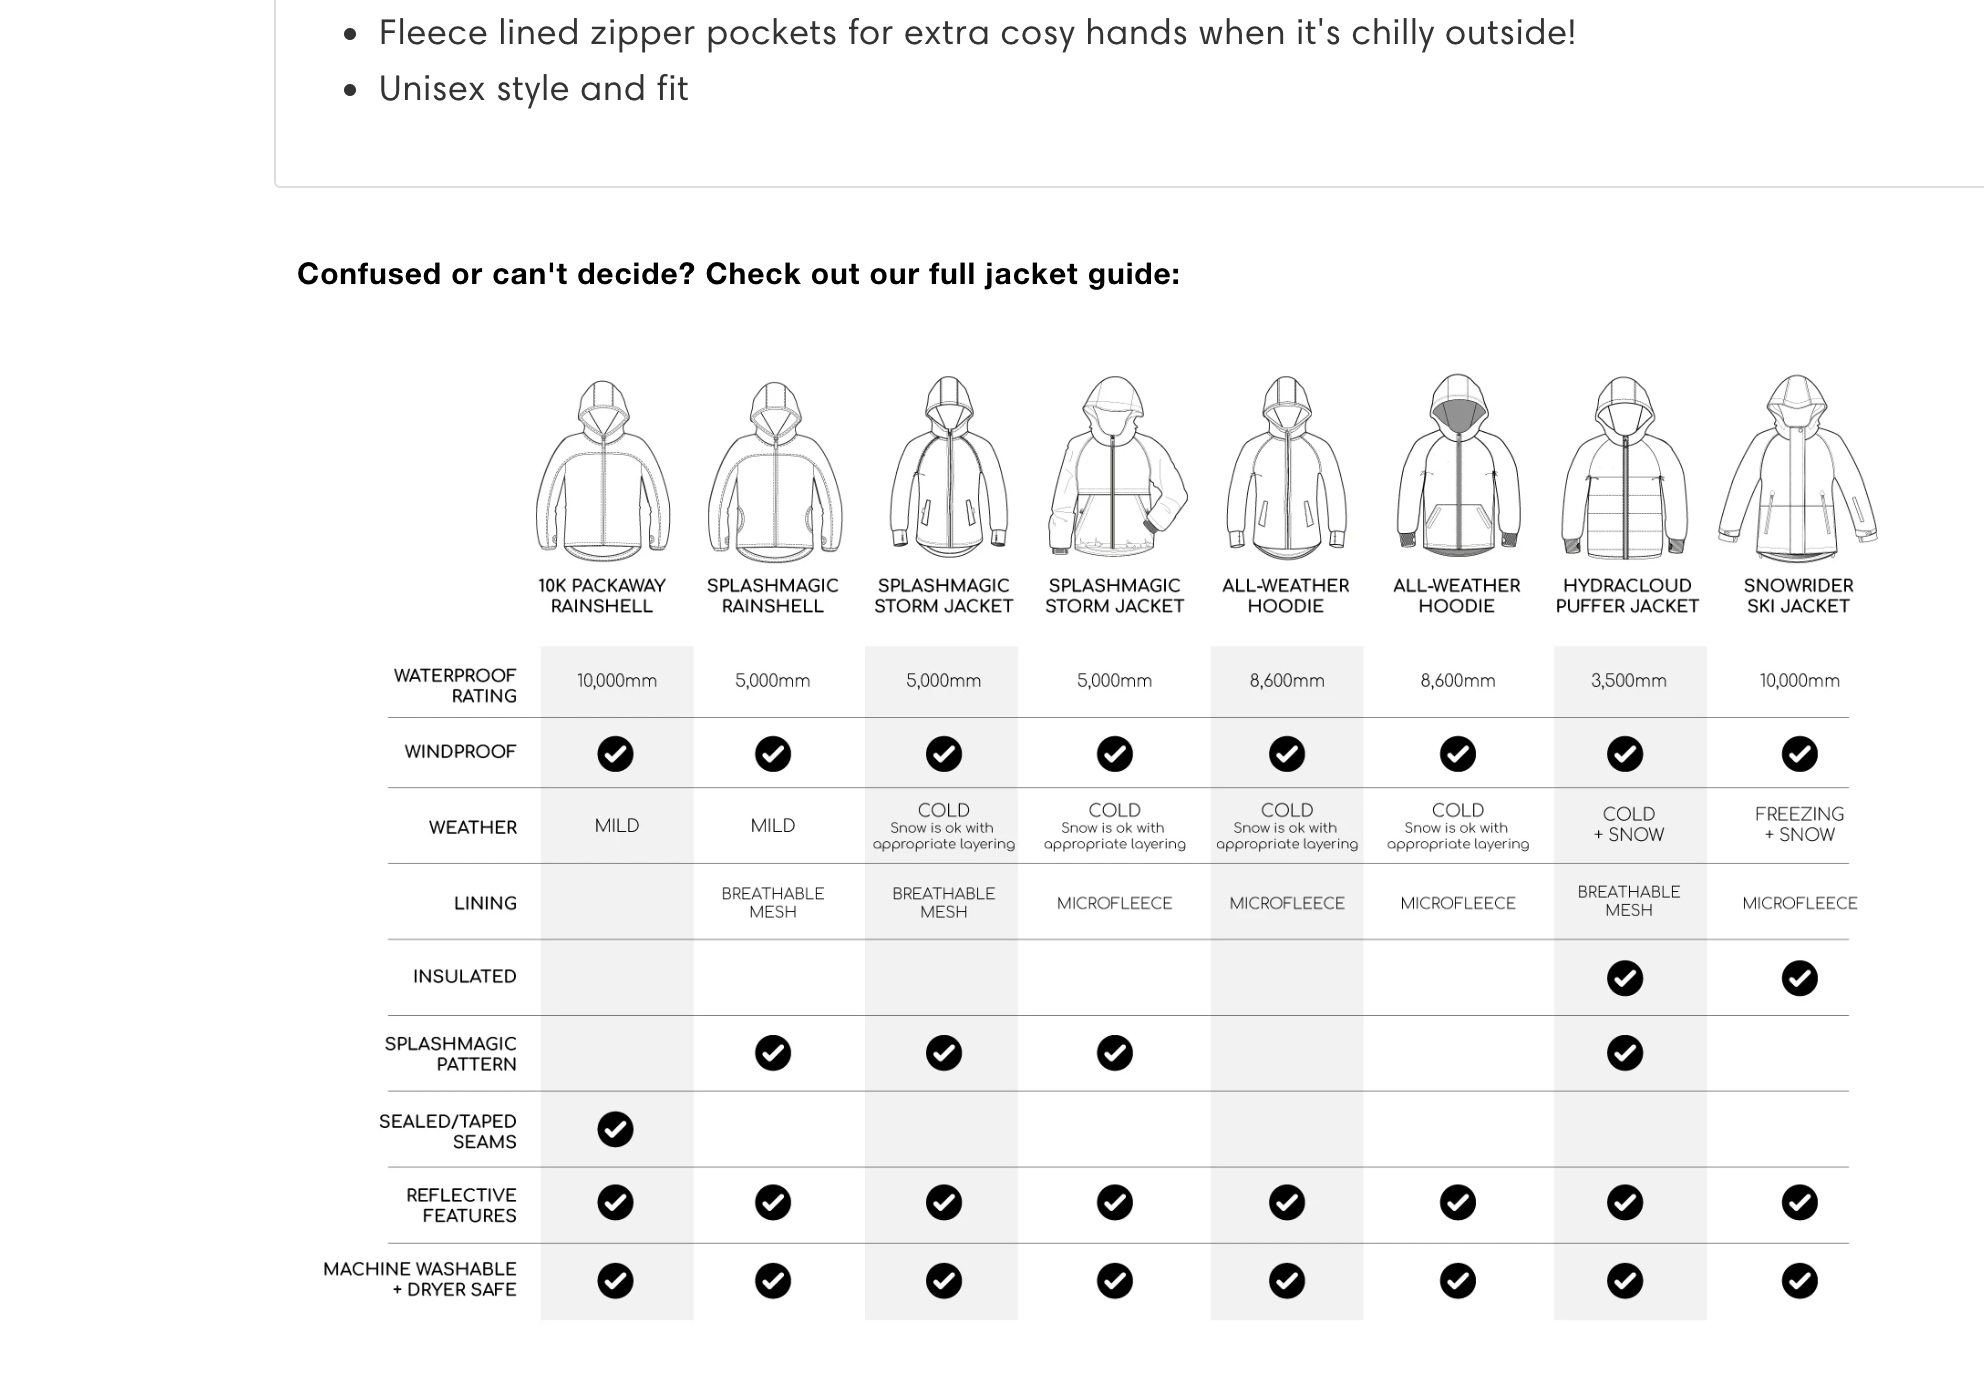 Fleece lined zipper pockets for extra cosy hands when it's chilly outside!
Unisex style and fit
Confused or can't decide? Check out our full jacket guide:
10K PACKAWAY RAINSHELL
SPLASHMAGIC RAINSHELL
SPLASHMAGIC STORM JACKET
SPLASHMAGIC STORM JACKET
ALL-WEATHER HOODIE
ALL-WEATHER HOODIE
HYDRACLOUD PUFFER JACKET
SNOWRIDER SKI JACKET
WATERPROOF RATING
10,000mm 5,000mm 5,000mm 5,000mm 8,600mm 8,600mm 3,500mm 10,000mm
WINDPROOF
WEATHER
MILD
MILD
COLD
Snow is ok with
appropriate layering
COLD
Snow is ok with
appropriate layering
COLD
Snow is ok with
appropriate layering
COLD
Snow is ok with
appropriate layering
COLD
+ SNOW
FREEZING
+ SNOW
LINING
BREATHABLE
MESH
BREATHABLE
MESH
MICROFLEECE
MICROFLEECE
MICROFLEECE
BREATHABLE
MESH
MICROFLEECE
INSULATED
SPLASHMAGIC
PATTERN
SEALED/TAPED
SEAMS
REFLECTIVE
FEATURES
MACHINE WASHABLE
+ DRYER SAFE